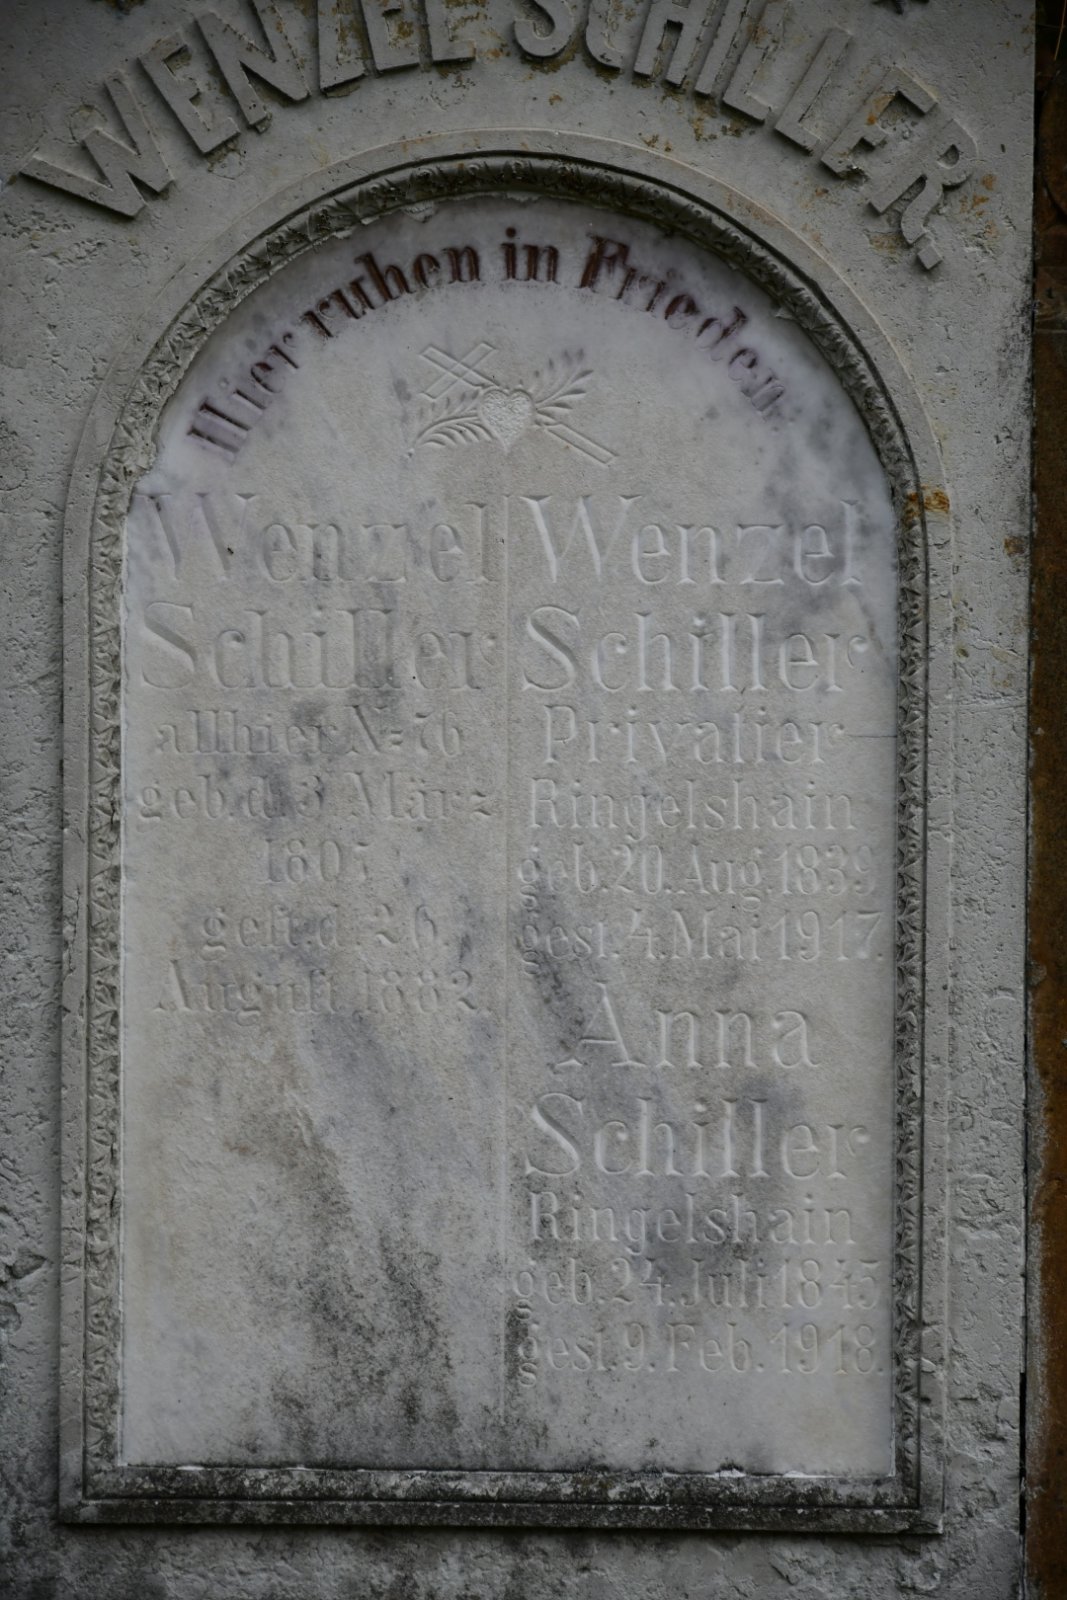 WENZEL SCHILLER.
Hier ruhen in Frieden
Wenzel
Schiller
allhier N= 76
geb. d. 3. März
1805
gest. d. 26.
August 1882.
Wenzel
Schiller
Privatier
Ringelshain
geb. 20. Aug. 1839
gest. 4. Mai 1917.
Anna
Schiller
Ringelshain
geb. 24. Juli 1845
gest. 9. Feb. 1918.